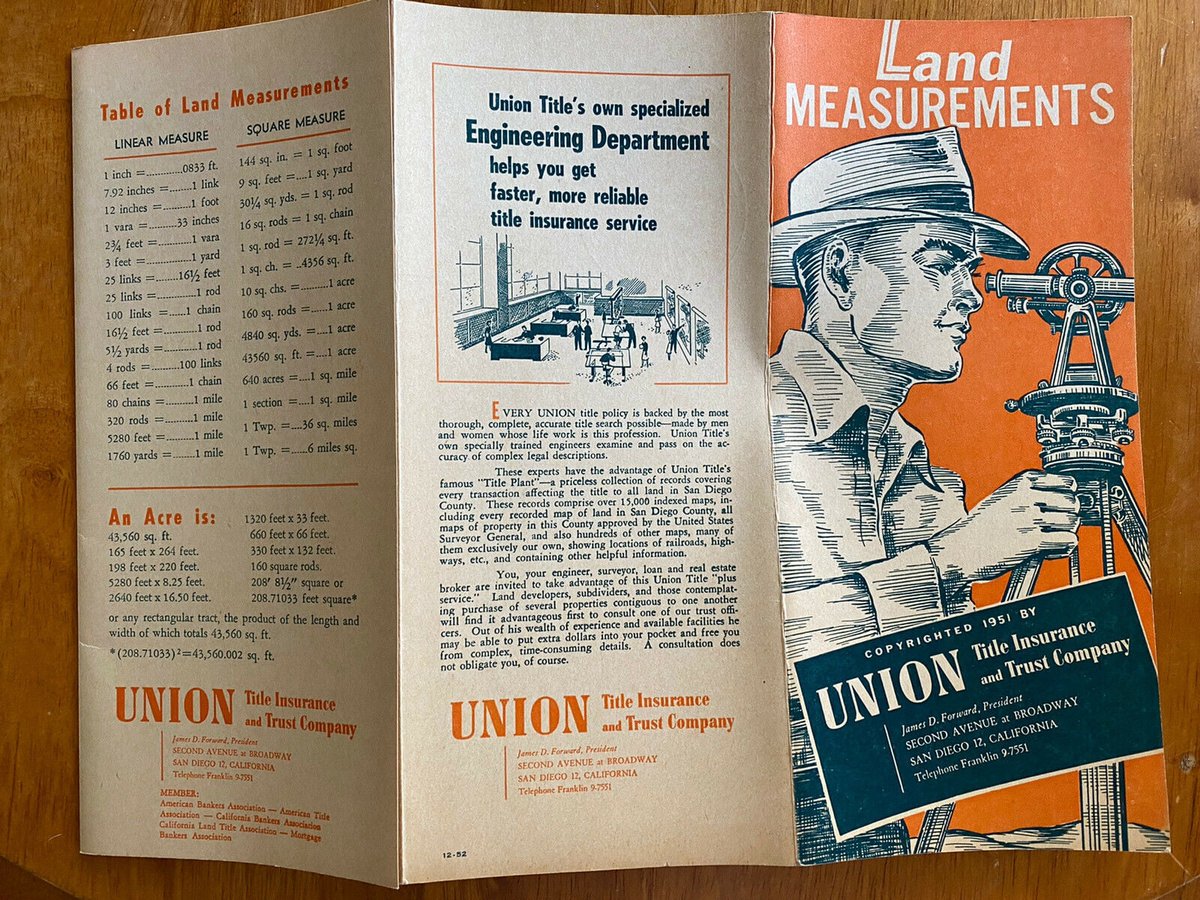 Table of Land Measurements
LINEAR MEASURE
1 inch =............0833 ft.
7.92 inches =.........1 link
12 inches =..........1 foot
1 vara =..........33 inches
2¾ feet =............1 vara
3 feet =..............1 yard
25 links =.......16½ feet
25 links =............1 rod
100 links =........1 chain
16½ feet =..........1 rod
5½ yards =..........1 rod
4 rods =..........100 links
66 feet =...........1 chain
80 chains =.........1 mile
320 rods =..........1 mile
5280 feet =.........1 mile
1760 yards =........1 mile
SQUARE MEASURE
144 sq. in. = 1 sq. foot
9 sq. feet =....1 sq. yard
30¼ sq. yds. = 1 sq. rod
16 sq. rods = 1 sq. chain
1 sq. rod = 272¼ sq. ft.
1 sq. ch. = ..4356 sq. ft.
10 sq. chs. =.........1 acre
160 sq. rods =.....1 acre
4840 sq. yds. =...1 acre
43560 sq. ft. =....1 acre
640 acres =....1 sq. mile
1 section =....1 sq. mile
1 Twp. =....36 sq. miles
1 Twp. =.....6 miles sq.
An Acre is:
43,560 sq. ft.
165 feet x 264 feet.
198 feet x 220 feet.
5280 feet x 8.25 feet.
2640 feet x 16.50 feet.
1320 feet x 33 feet.
660 feet x 66 feet.
330 feet x 132 feet.
160 square rods.
208' 8½" square or
208.71033 feet square*
or any rectangular tract, the product of the length and
width of which totals 43,560 sq. ft.
*(208.71033)²=43,560.002 sq. ft.
UNION Title Insurance
and Trust Company
James D. Forward, President
SECOND AVENUE at BROADWAY
SAN DIEGO 12, CALIFORNIA
Telephone Franklin 9-7551
MEMBER:
American Bankers Association — American Title
Association — California Bankers Association
California Land Title Association — Mortgage
Bankers Association
Union Title's own specialized
Engineering Department
helps you get
faster, more reliable
title insurance service
EVERY UNION title policy is backed by the most
thorough, complete, accurate title search possible—made by men
and women whose life work is this profession. Union Title's
own specially trained engineers examine and pass on the ac-
curacy of complex legal descriptions.
These experts have the advantage of Union Title's
famous "Title Plant"—a priceless collection of records covering
every transaction affecting the title to all land in San Diego
County. These records comprise over 15,000 indexed maps, in-
cluding every recorded map of land in San Diego County, all
maps of property in this County approved by the United States
Surveyor General, and also hundreds of other maps, many of
them exclusively our own, showing locations of railroads, high-
ways, etc., and containing other helpful information.
You, your engineer, surveyor, loan and real estate
broker are invited to take advantage of this Union Title "plus
service." Land developers, subdividers, and those contemplat-
ing purchase of several properties contiguous to one another
will find it advantageous first to consult one of our trust offi-
cers. Out of his wealth of experience and available facilities he
may be able to put extra dollars into your pocket and free you
from complex, time-consuming details. A consultation does
not obligate you, of course.
UNION Title Insurance
and Trust Company
James D. Forward, President
SECOND AVENUE at BROADWAY
SAN DIEGO 12, CALIFORNIA
Telephone Franklin 9-7551
12-52
Land
MEASUREMENTS
COPYRIGHTED 1951 BY
UNION Title Insurance
and Trust Company
James D. Forward, President
SECOND AVENUE at BROADWAY
SAN DIEGO 12, CALIFORNIA
Telephone Franklin 9-7551